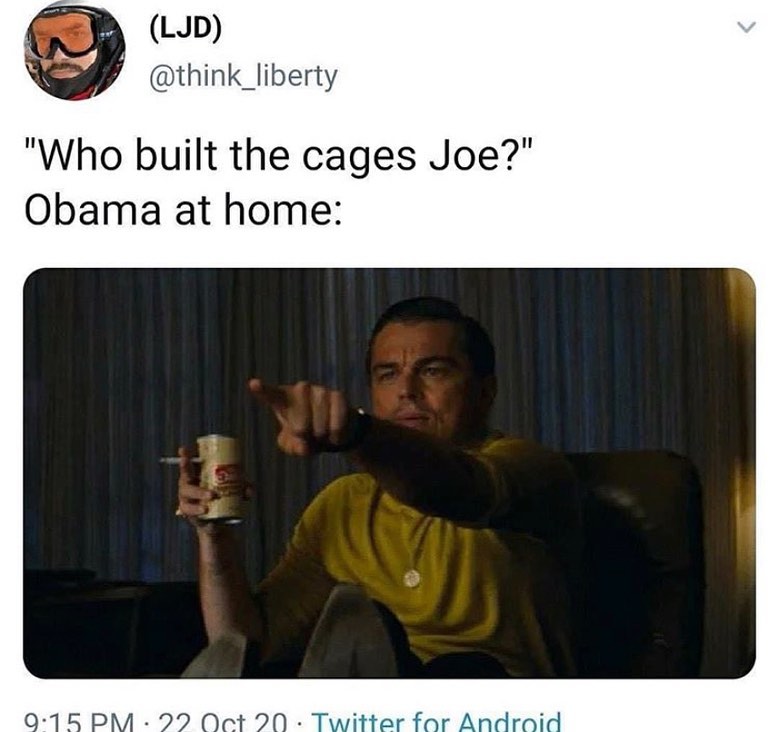 (LJD)
@think_liberty
"Who built the cages Joe?"
Obama at home:
9:15 PM · 22 Oct 20 · Twitter for Android